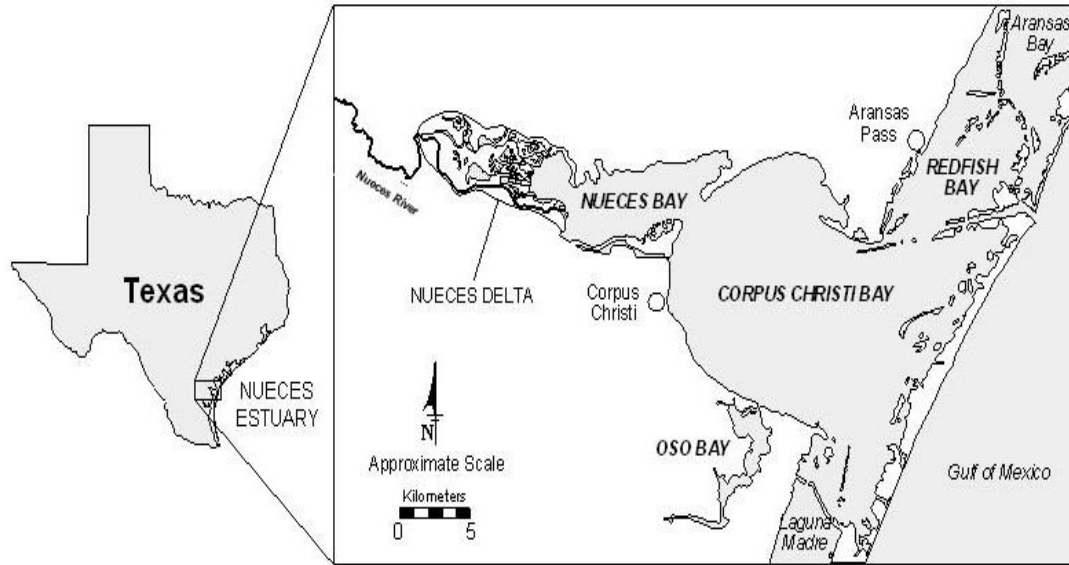 Texas
NUECES
ESTUARY
Nueces River
NUECES DELTA
NUECES BAY
Corpus
Christi
CORPUS CHRISTI BAY
Aransas
Pass
REDFISH
BAY
Aransas
Bay
OSO BAY
Laguna
Madre
Gulf of Mexico
N
Approximate Scale
Kilometers
0 5